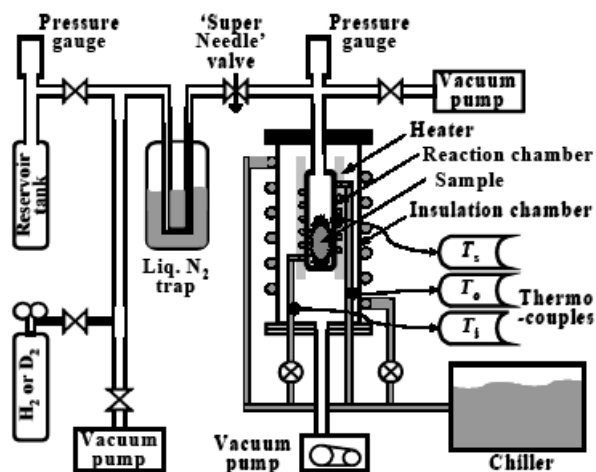 Pressure
gauge
'Super
Needle'
valve
Pressure
gauge
Vacuum
pump
Heater
Reaction chamber
Sample
Insulation chamber
Reservoir
tank
Liq. N2
trap
Ts
To
Ti
Thermo
-couples
H2 or D2
Vacuum
pump
Vacuum
pump
Chiller